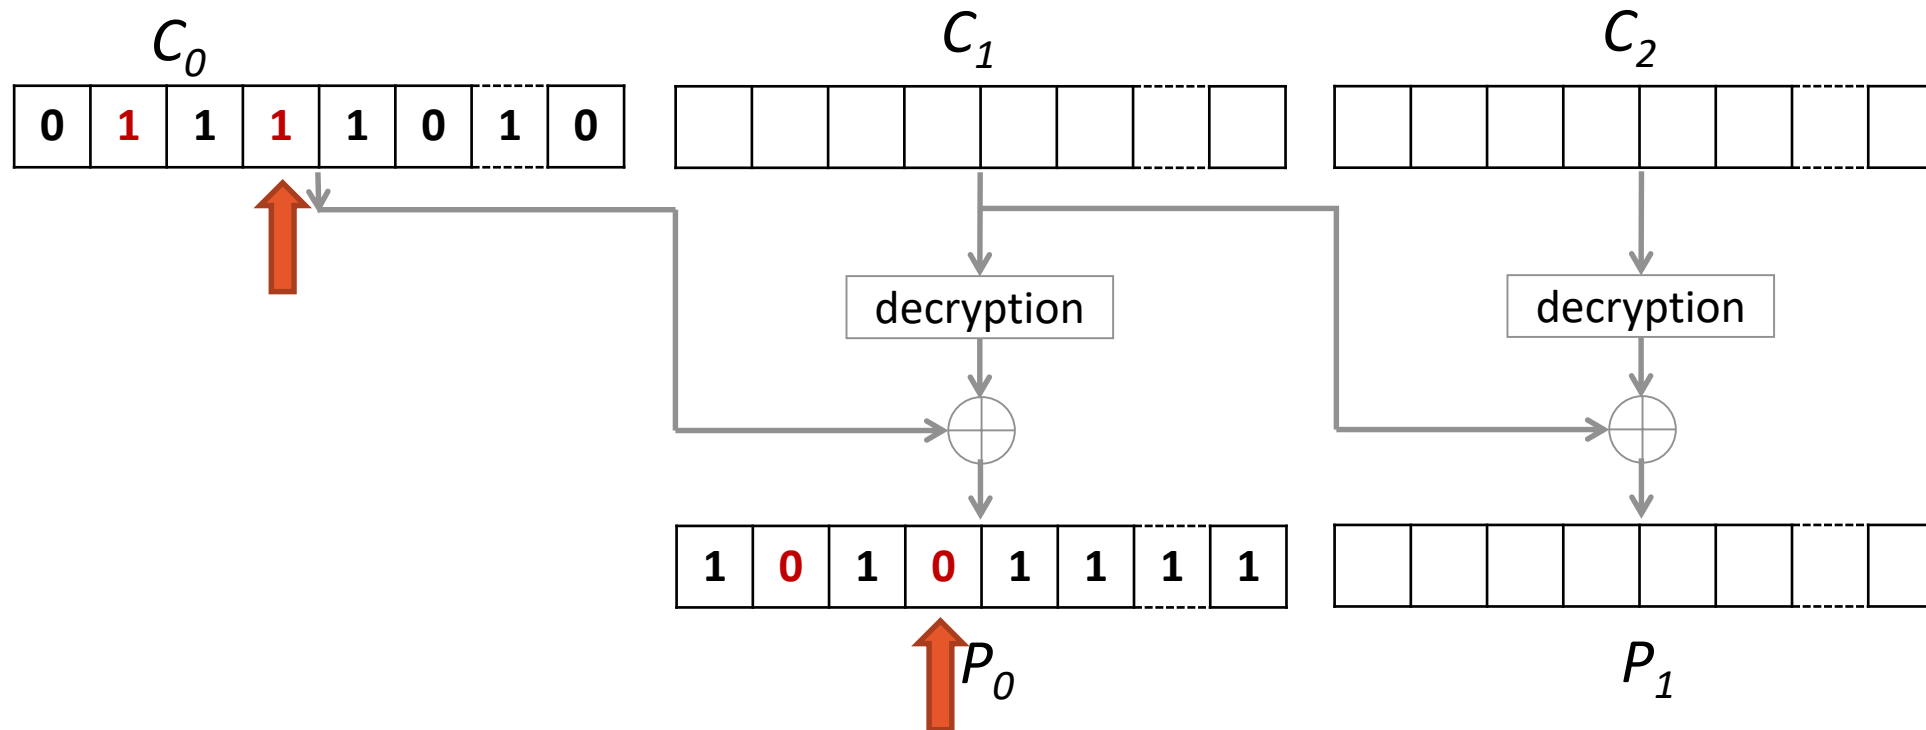 C0 C1 C2
0 1 1 1 1 0 1 0
decryption decryption
1 0 1 0 1 1 1 1
P0 P1